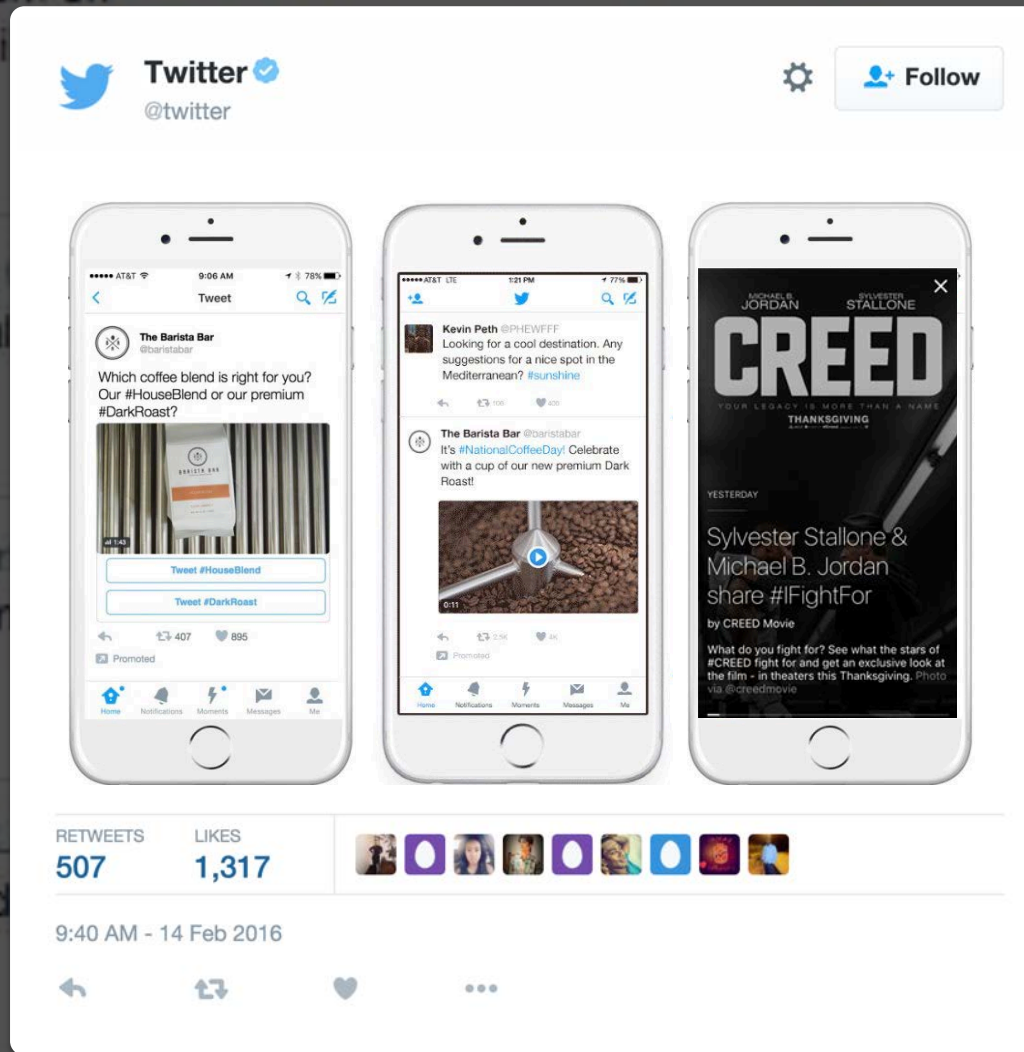 Twitter
@twitter
Follow
AT&T 9:06 AM 78%
Tweet
The Barista Bar
@baristabar
Which coffee blend is right for you?
Our #HouseBlend or our premium
#DarkRoast?
BARISTA BAR
1:43
Tweet #HouseBlend
Tweet #DarkRoast
407 895
Promoted
Home Notifications Moments Messages Me
AT&T LTE 1:21 PM 77%
Kevin Peth @PHEWFFF
Looking for a cool destination. Any
suggestions for a nice spot in the
Mediterranean? #sunshine
The Barista Bar @baristabar
It's #NationalCoffeeDay! Celebrate
with a cup of our new premium Dark
Roast!
0:11
2.5K 4K
Promoted
Home Notifications Moments Messages Me
MICHAEL B. JORDAN
SYLVESTER STALLONE
CREED
YOUR LEGACY IS MORE THAN A NAME
THANKSGIVING
YESTERDAY
Sylvester Stallone &
Michael B. Jordan
share #IFightFor
by CREED Movie
What do you fight for? See what the stars of
#CREED fight for and get an exclusive look at
the film - in theaters this Thanksgiving. Photo
via @creedmovie
RETWEETS LIKES
507 1,317
9:40 AM - 14 Feb 2016